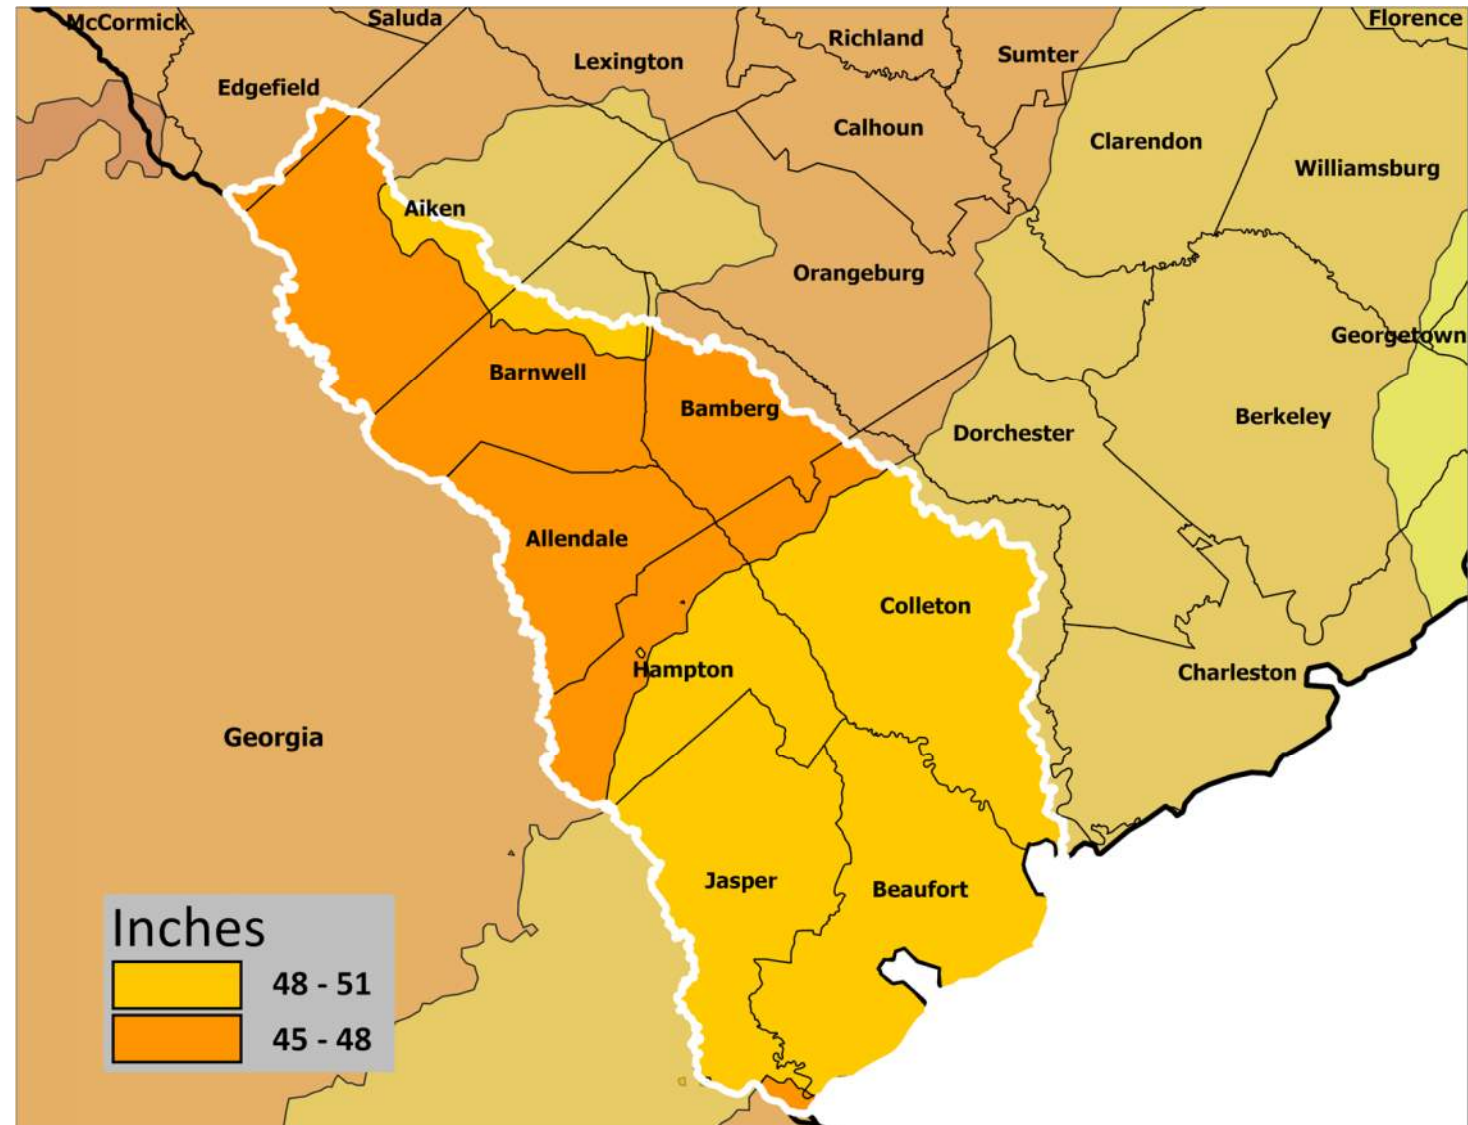 McCormick
Saluda
Florence
Richland
Sumter
Lexington
Edgefield
Calhoun
Clarendon
Williamsburg
Aiken
Orangeburg
Georgetown
Barnwell
Bamberg
Berkeley
Dorchester
Allendale
Colleton
Hampton
Charleston
Georgia
Jasper
Beaufort
Inches
48 - 51
45 - 48